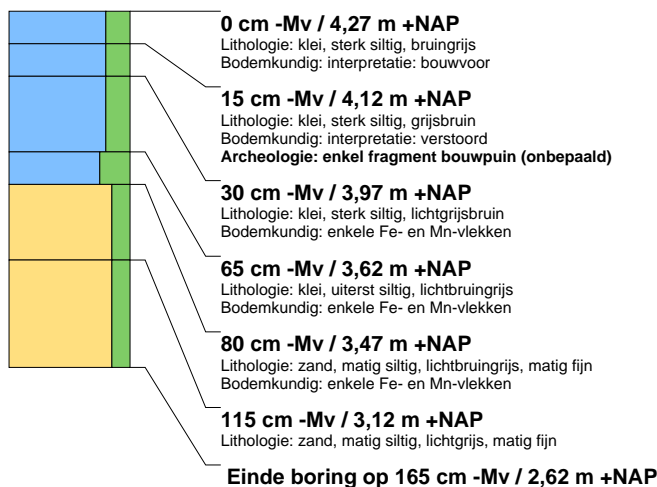 0 cm -Mv / 4,27 m +NAP
Lithologie: klei, sterk siltig, bruingrijs
Bodemkundig: interpretatie: bouwvoor
15 cm -Mv / 4,12 m +NAP
Lithologie: klei, sterk siltig, grijsbruin
Bodemkundig: interpretatie: verstoord
Archeologie: enkel fragment bouwpuin (onbepaald)
30 cm -Mv / 3,97 m +NAP
Lithologie: klei, sterk siltig, lichtgrijsbruin
Bodemkundig: enkele Fe- en Mn-vlekken
65 cm -Mv / 3,62 m +NAP
Lithologie: klei, uiterst siltig, lichtbruingrijs
Bodemkundig: enkele Fe- en Mn-vlekken
80 cm -Mv / 3,47 m +NAP
Lithologie: zand, matig siltig, lichtbruingrijs, matig fijn
Bodemkundig: enkele Fe- en Mn-vlekken
115 cm -Mv / 3,12 m +NAP
Lithologie: zand, matig siltig, lichtgrijs, matig fijn
Einde boring op 165 cm -Mv / 2,62 m +NAP